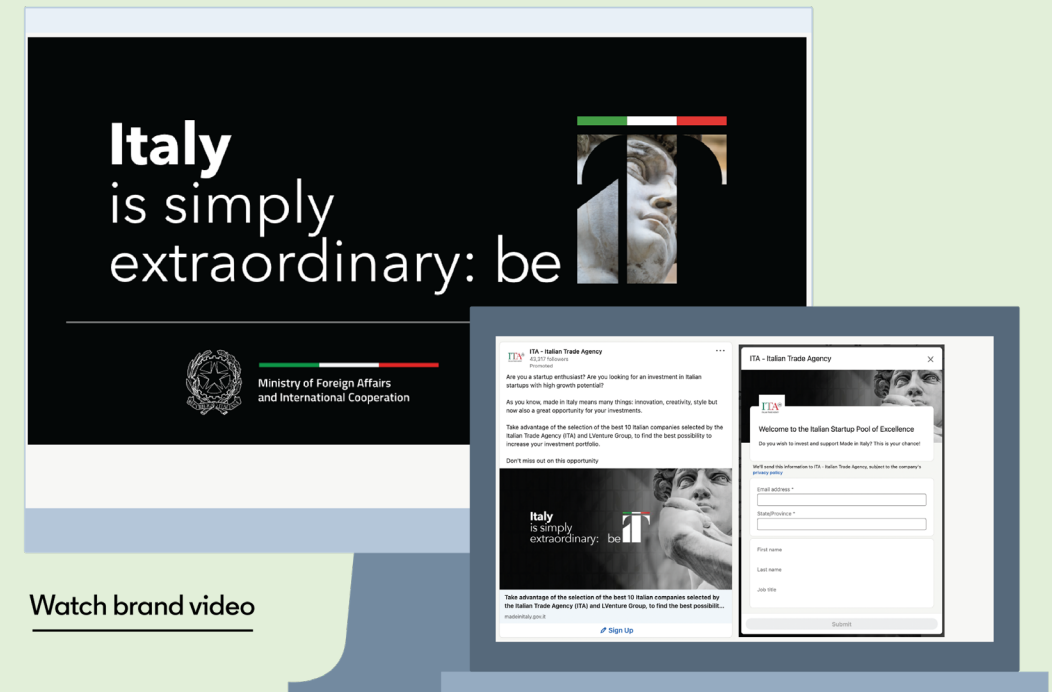 Italy
is simply
extraordinary: be IT
Ministry of Foreign Affairs
and International Cooperation
Watch brand video
ITA
ITA - Italian Trade Agency
43,317 followers
Promoted
Are you a startup enthusiast? Are you looking for an investment in Italian
startups with high growth potential?
As you know, made in Italy means many things: innovation, creativity, style but
now also a great opportunity for your investments.
Take advantage of the selection of the best 10 Italian companies selected by the
Italian Trade Agency (ITA) and LVenture Group, to find the best possibility to
increase your investment portfolio.
Don't miss out on this opportunity
Italy
is simply
extraordinary: be IT
Take advantage of the selection of the best 10 Italian companies selected by
the Italian Trade Agency (ITA) and LVenture Group, to find the best possibilit...
madeinitaly.gov.it
Sign Up
ITA - Italian Trade Agency
ITA
Welcome to the Italian Startup Pool of Excellence
Do you wish to invest and support Made in Italy? This is your chance!
We'll send this information to ITA - Italian Trade Agency, subject to the company's
privacy policy
Email address *
State/Province *
First name
Last name
Job title
Submit